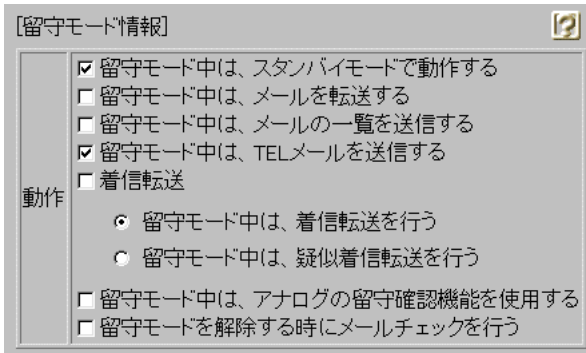 [留守モード情報]
留守モード中は、スタンバイモードで動作する
留守モード中は、メールを転送する
留守モード中は、メールの一覧を送信する
留守モード中は、TELメールを送信する
着信転送
動作
留守モード中は、着信転送を行う
留守モード中は、疑似着信転送を行う
留守モード中は、アナログの留守確認機能を使用する
留守モードを解除する時にメールチェックを行う